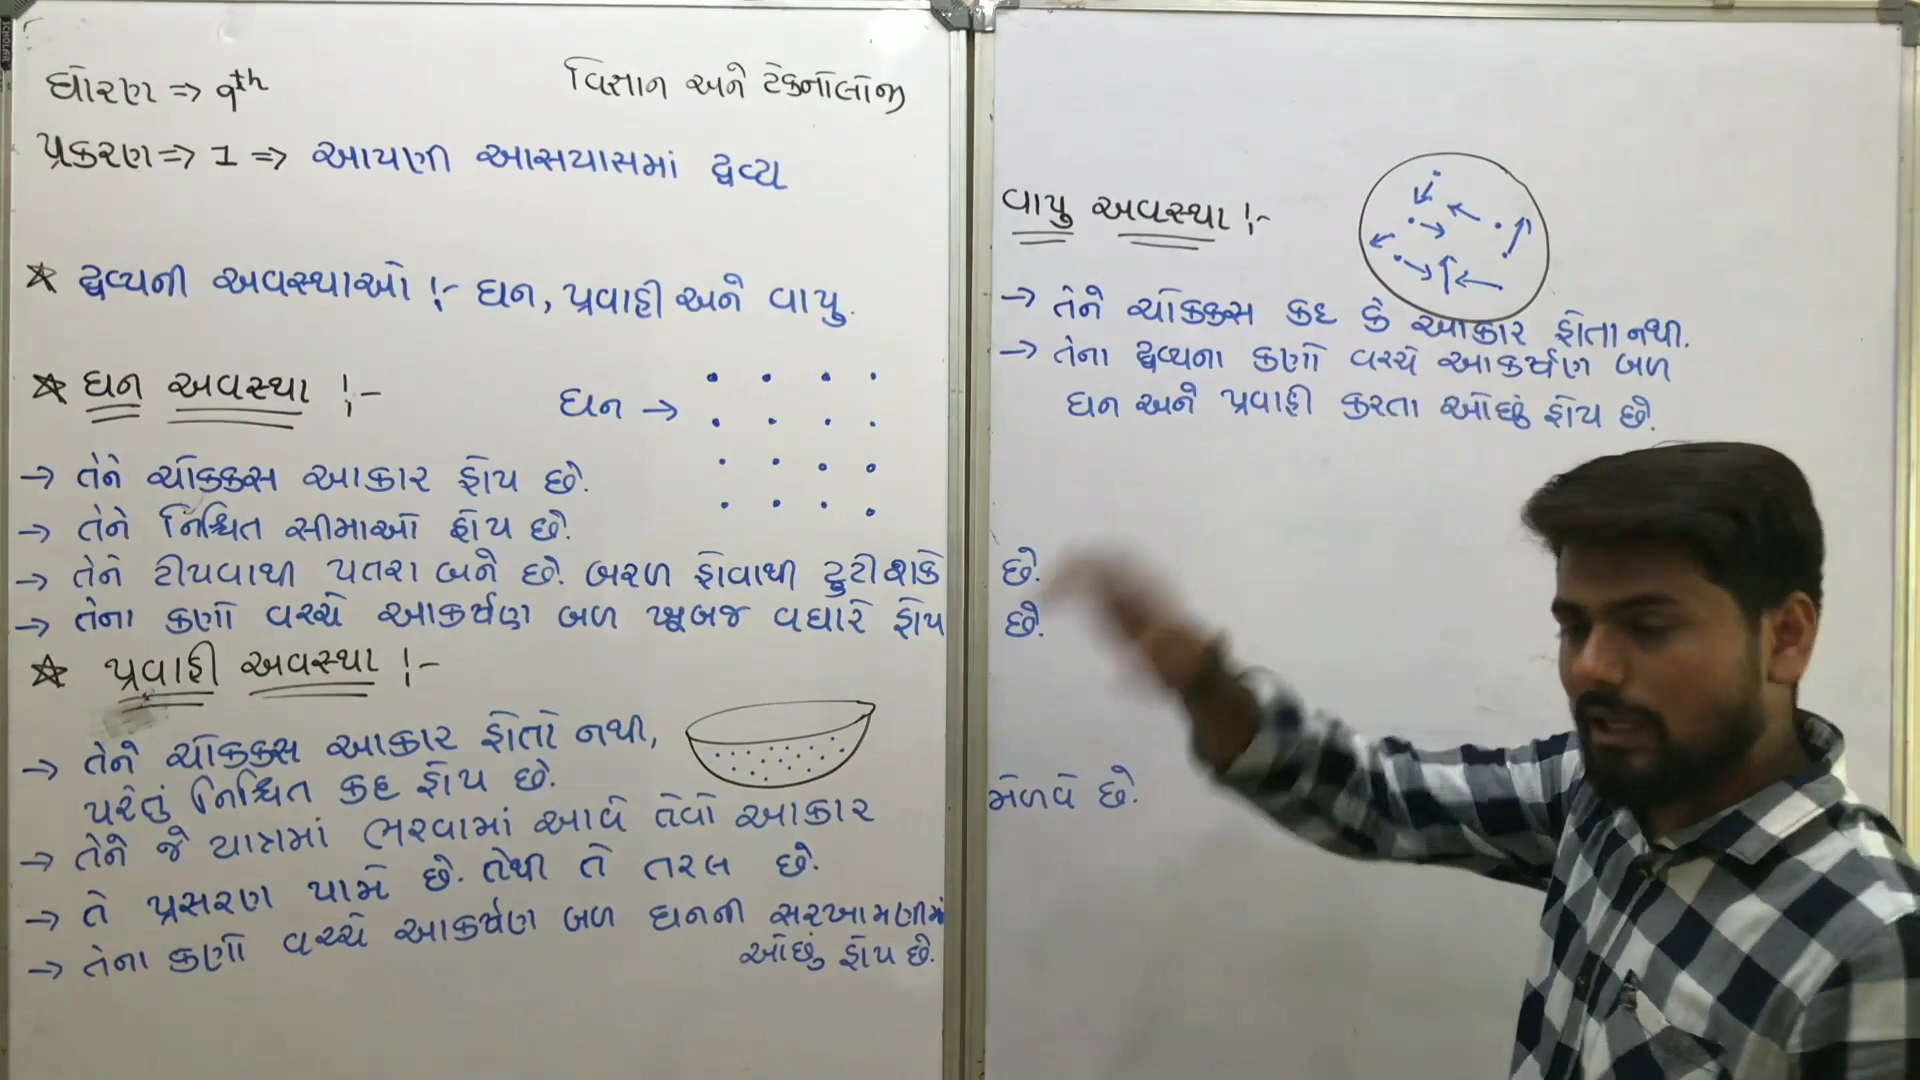 ધોરણ => 9th
વિજ્ઞાન અને ટેકનોલોજી
પ્રકરણ => 1 => આપણી આસપાસમાં દ્રવ્ય
★ દ્રવ્યની અવસ્થાઓ :- ઘન, પ્રવાહી અને વાયુ.
★ ઘન અવસ્થા :-
ઘન →
→ તેને ચોક્કસ આકાર હોય છે.
→ તેને નિશ્ચિત સીમાઓ હોય છે.
→ તેને ટીપવાથી પતરા બને છે. બરળ હોવાથી ટુટી શકે છે.
→ તેના કણો વચ્ચે આકર્ષણ બળ ખૂબજ વધારે હોય છે.
★ પ્રવાહી અવસ્થા :-
→ તેને ચોક્કસ આકાર હોતો નથી,
પરંતું નિશ્ચિત કદ હોય છે.
→ તેને જે પાત્રમાં ભરવામાં આવે તેવો આકાર મેળવે છે.
→ તે પ્રસરણ પામે છે. તેથી તે તરલ છે.
→ તેના કણો વચ્ચે આકર્ષણ બળ ઘનની સરખામણીમાં
ઓછું હોય છે.
વાયુ અવસ્થા :-
→ તેને ચોક્કસ કદ કે આકાર હોતા નથી.
→ તેના દ્રવ્યના કણો વચ્ચે આકર્ષણ બળ
ઘન અને પ્રવાહી કરતા ઓછું હોય છે.